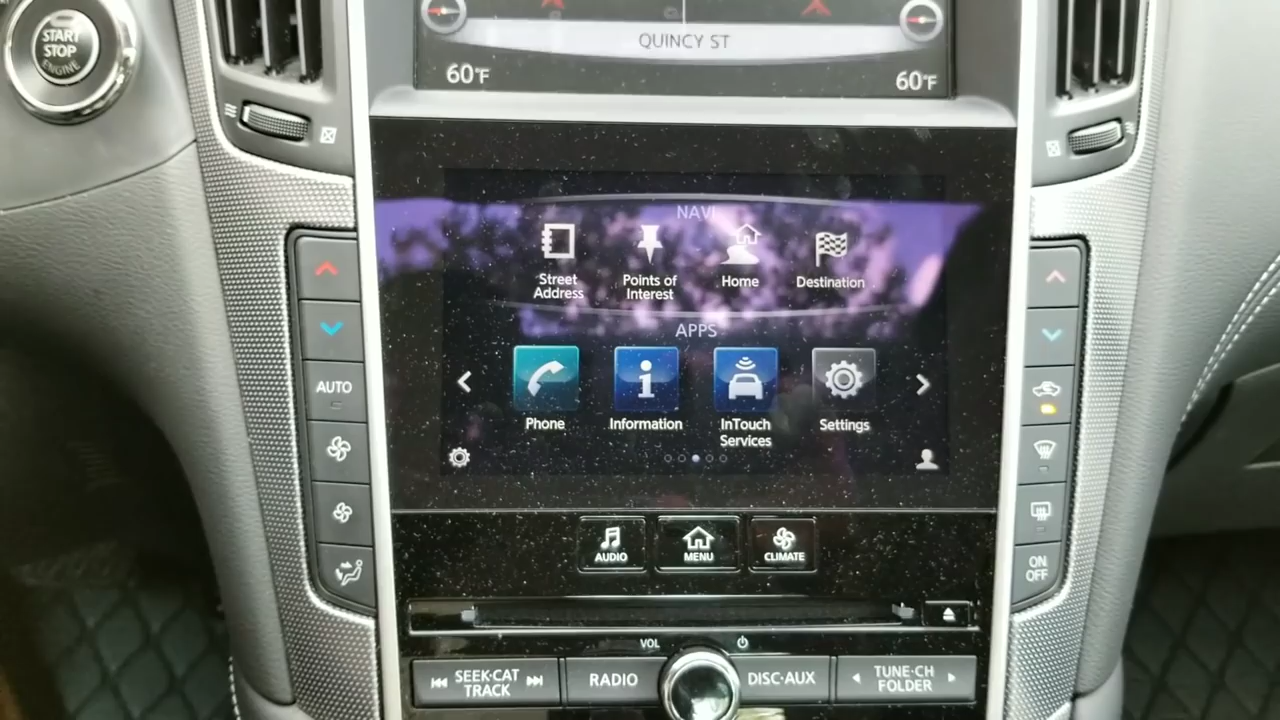 START
STOP
ENGINE
QUINCY ST
60°F
60°F
NAVI
Street
Address
Points of
Interest
Home
Destination
APPS
Phone
Information
InTouch
Services
Settings
AUTO
ON
OFF
AUDIO
MENU
CLIMATE
VOL
SEEK·CAT
TRACK
RADIO
DISC·AUX
TUNE·CH
FOLDER